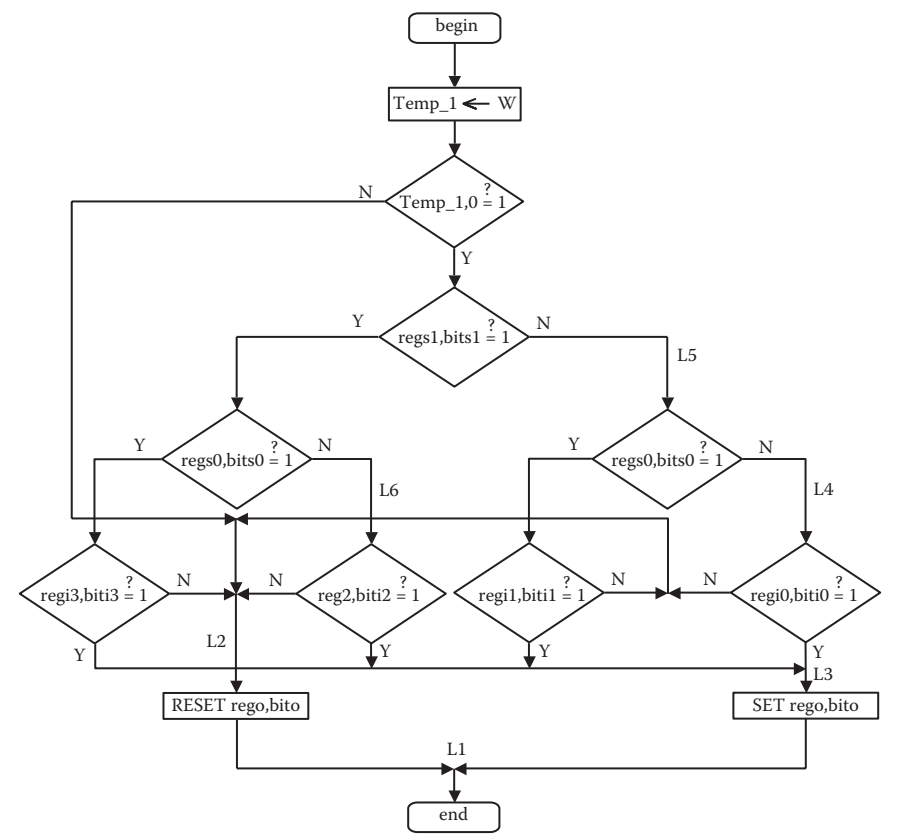 begin
Temp_1 ← W
N
Temp_1,0 ≟ 1
Y
Y
regs1,bits1 ≟ 1
N
L5
Y
regs0,bits0 ≟ 1
N
Y
regs0,bits0 ≟ 1
N
L6
L4
regi3,biti3 ≟ 1
N
N
reg2,biti2 ≟ 1
regi1,biti1 ≟ 1
N
N
regi0,biti0 ≟ 1
Y
L2
Y
Y
Y
L3
RESET rego,bito
SET rego,bito
L1
end